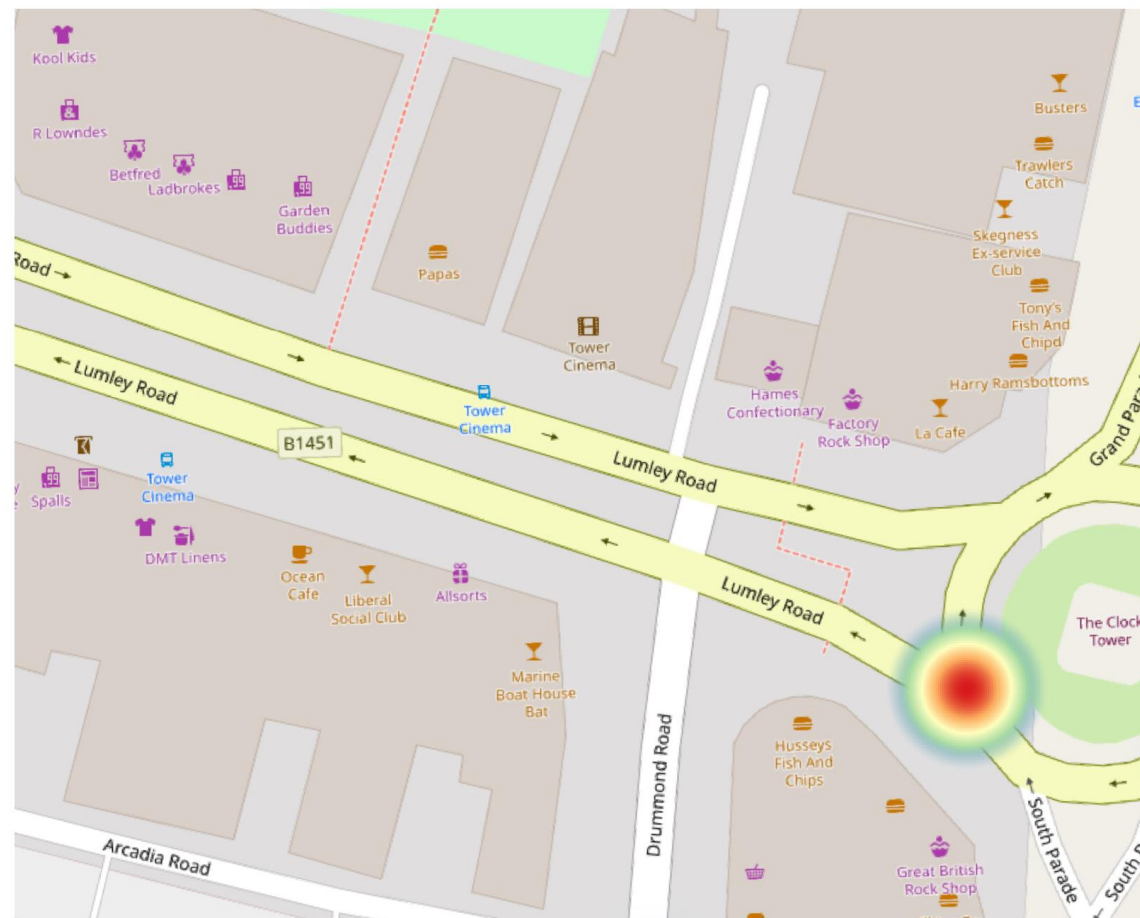 Kool Kids
R Lowndes
Betfred
Ladbrokes
Garden
Buddies
Papas
Tower
Cinema
Busters
Trawlers
Catch
Skegness
Ex-service
Club
Tony's
Fish And
Chipd
Harry Ramsbottoms
Hames
Confectionary
Factory
Rock Shop
La Cafe
Grand Para
Road
Lumley Road
B1451
Tower
Cinema
Lumley Road
Lumley Road
Spalls
Tower
Cinema
DMT Linens
Ocean
Cafe
Liberal
Social Club
Allsorts
Marine
Boat House
Bat
The Clock
Tower
Husseys
Fish And
Chips
Drummond Road
South Parade
South P
Great British
Rock Shop
Arcadia Road